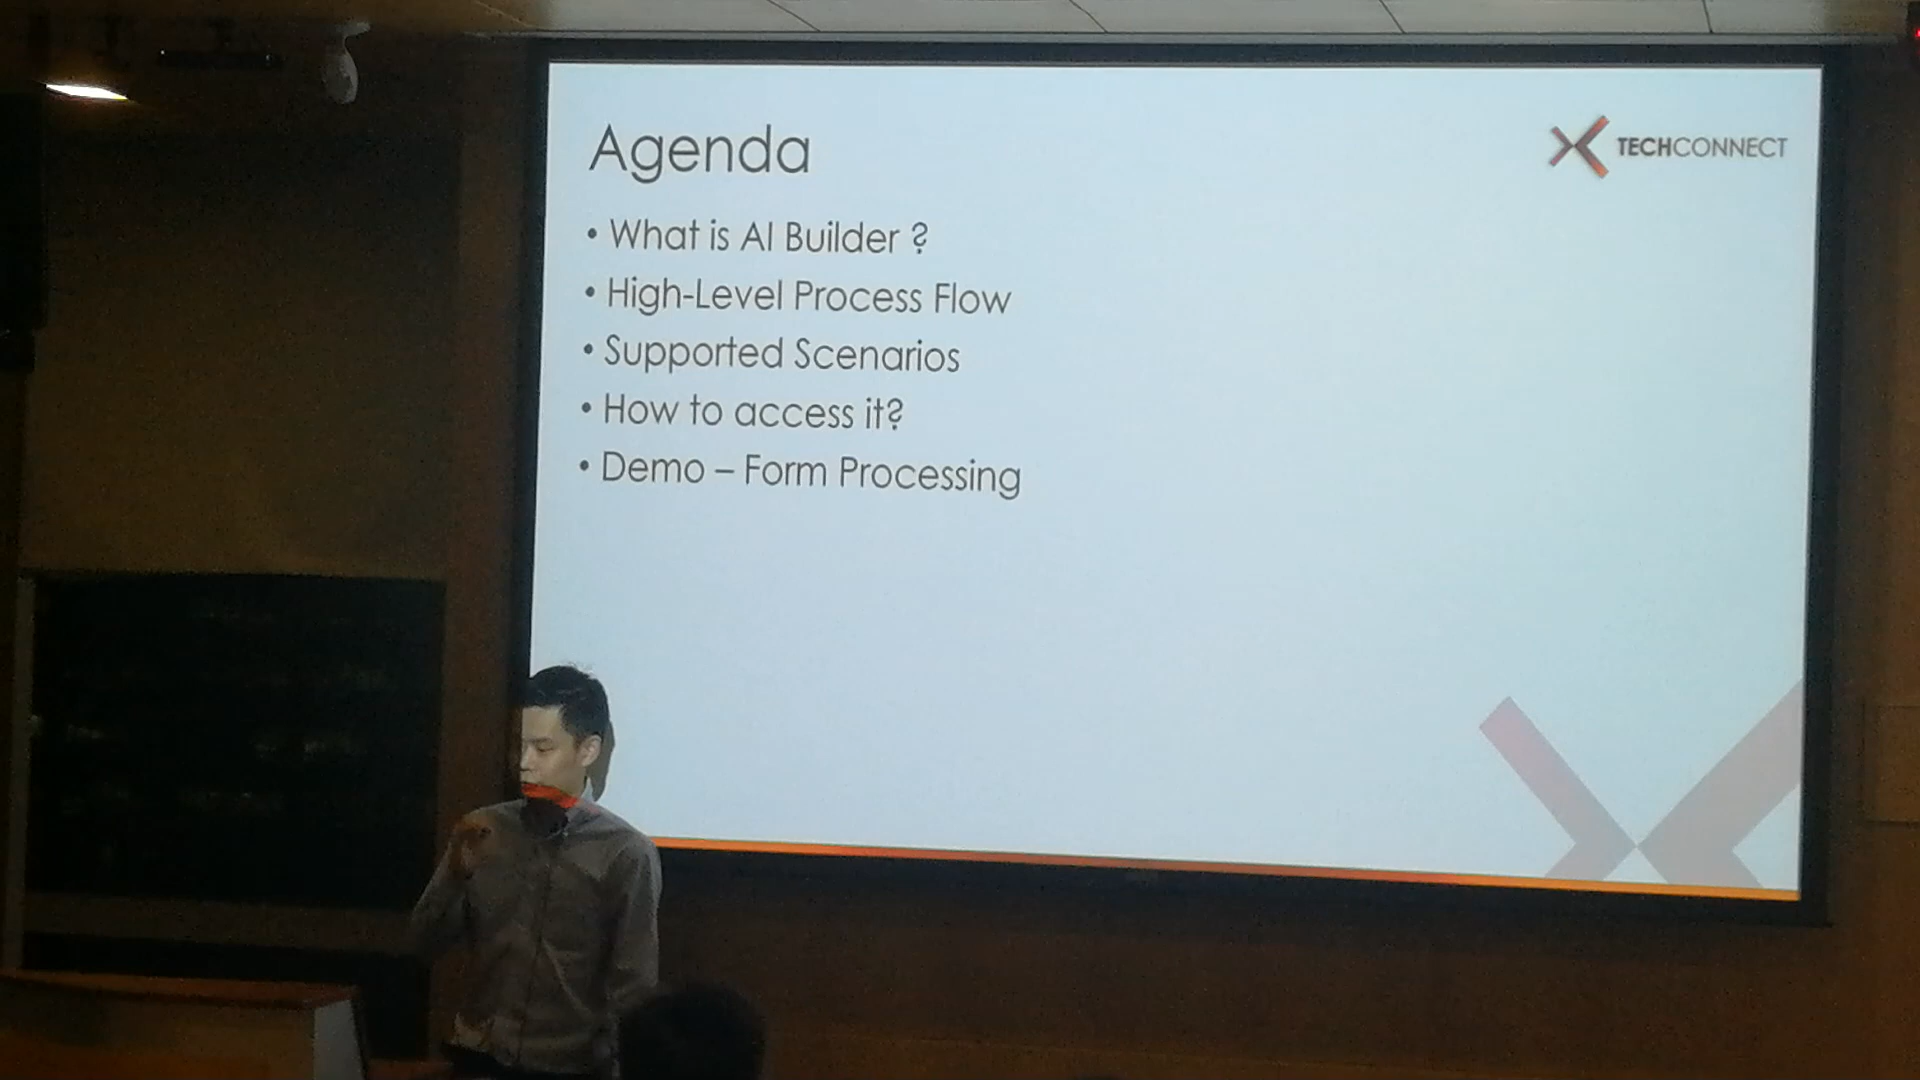 Agenda
TECHCONNECT
• What is AI Builder ?
• High-Level Process Flow
• Supported Scenarios
• How to access it?
• Demo – Form Processing